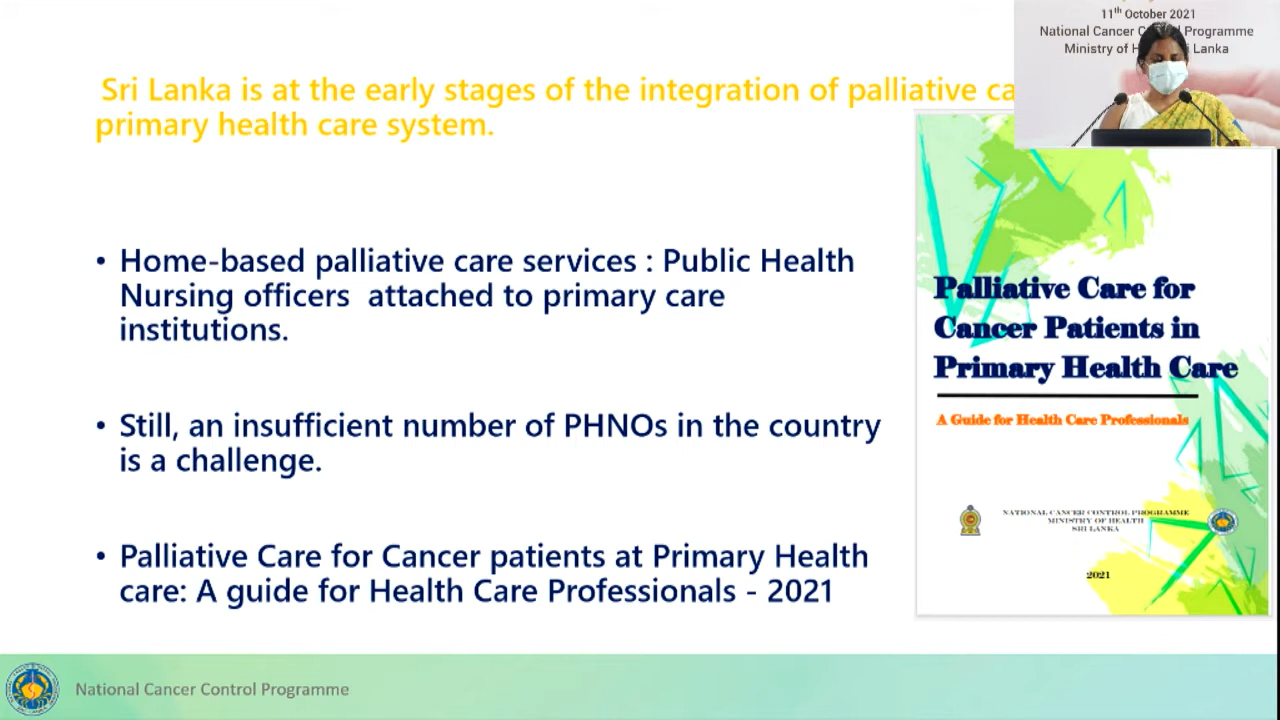 11th October 2021
National Cancer C Programme
Ministry of H i Lanka
Sri Lanka is at the early stages of the integration of palliative ca
primary health care system.
• Home-based palliative care services : Public Health
Nursing officers attached to primary care
institutions.
• Still, an insufficient number of PHNOs in the country
is a challenge.
• Palliative Care for Cancer patients at Primary Health
care: A guide for Health Care Professionals - 2021
Palliative Care for
Cancer Patients in
Primary Health Care
A Guide for Health Care Professionals
NATIONAL CANCER CONTROL PROGRAMME
MINISTRY OF HEALTH
SRI LANKA
2021
National Cancer Control Programme